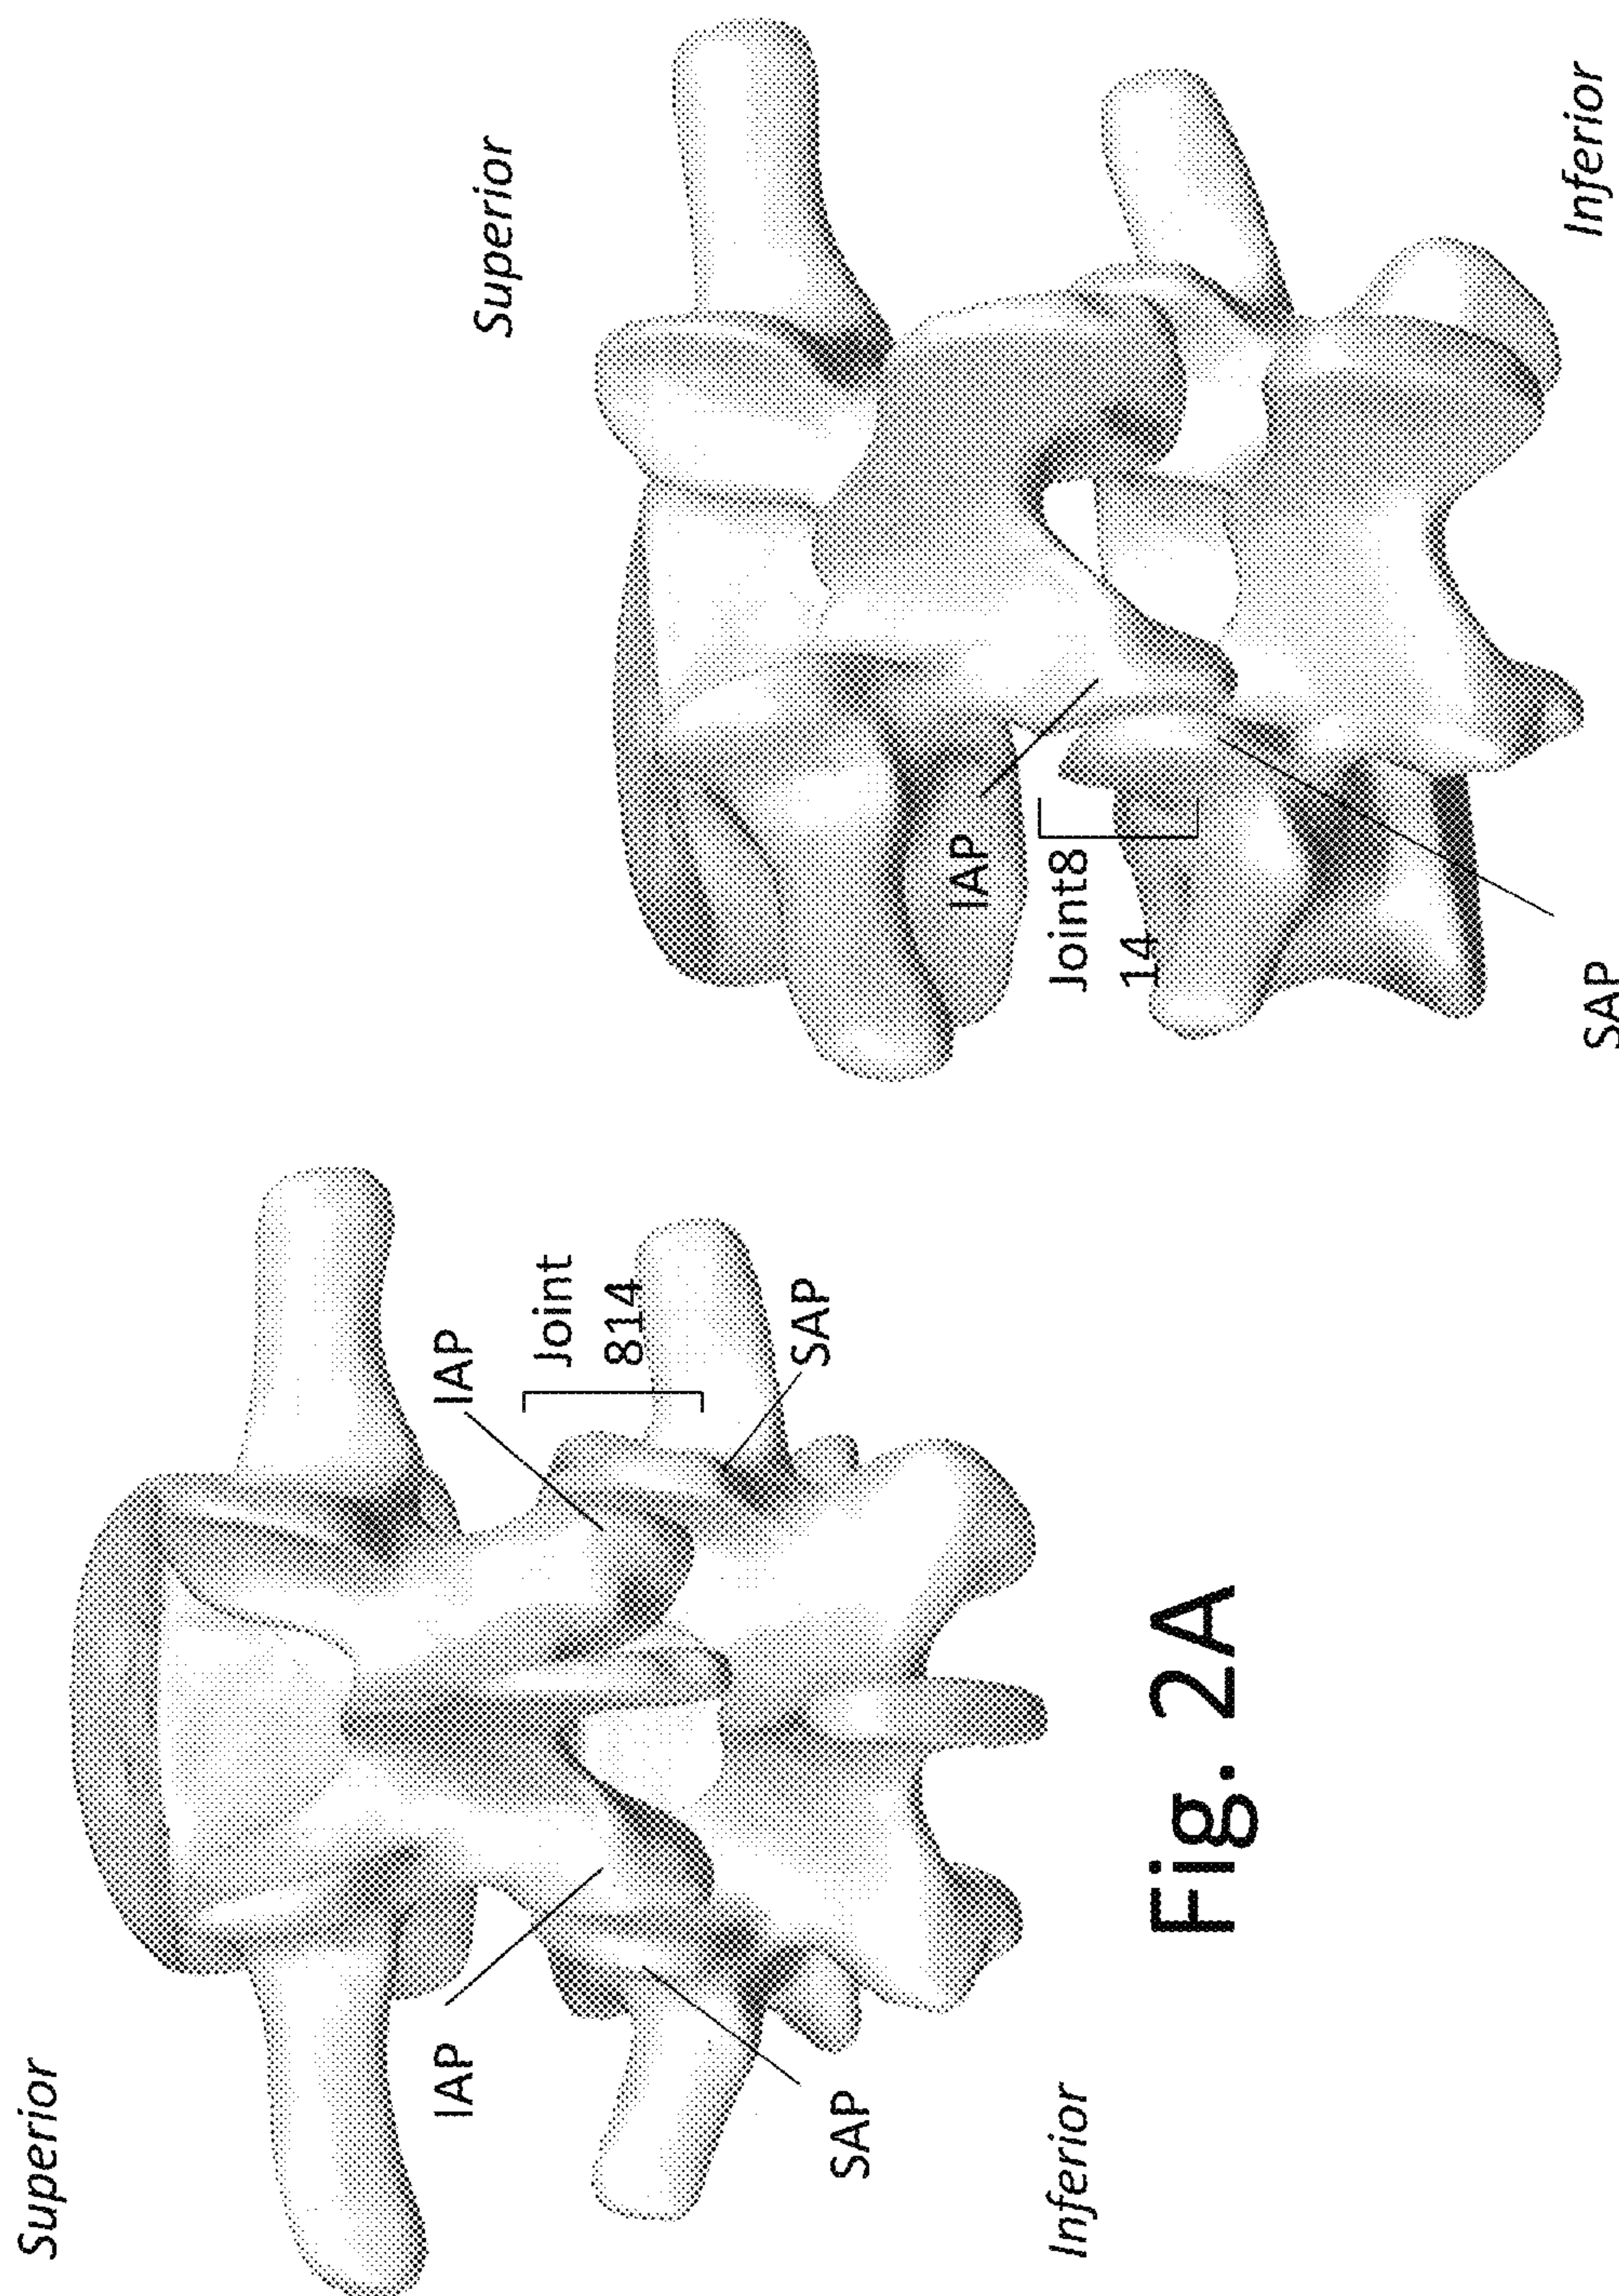 Superior
IAP
IAP
Joint
814
SAP
SAP
Inferior
Fig. 2A
Superior
IAP
Joint8
14
SAP
Inferior